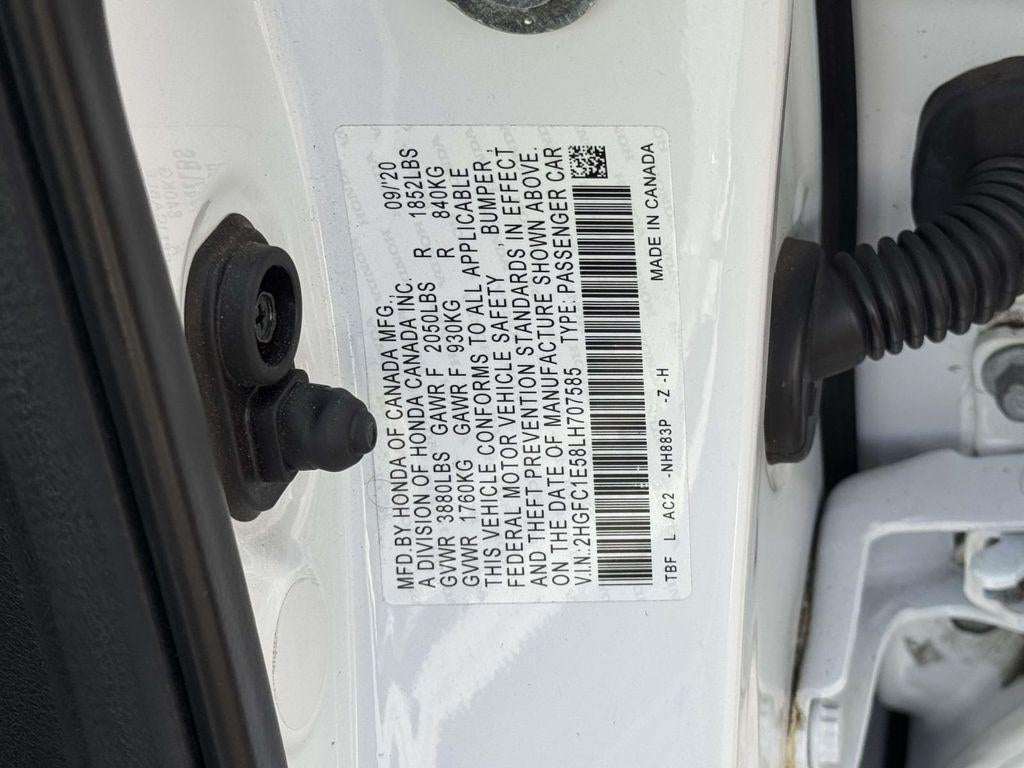 MFD.BY HONDA OF CANADA MFG., 09/'20
A DIVISION OF HONDA CANADA INC.
GVWR 3880LBS GAWR F 2050LBS R 1852LBS
GVWR 1760KG GAWR F 930KG R 840KG
THIS VEHICLE CONFORMS TO ALL APPLICABLE
FEDERAL MOTOR VEHICLE SAFETY, BUMPER,
AND THEFT PREVENTION STANDARDS IN EFFECT
ON THE DATE OF MANUFACTURE SHOWN ABOVE.
V.I.N.:2HGFC1E58LH707585 TYPE: PASSENGER CAR
TBF L AC2 -NH883P -Z -H MADE IN CANADA